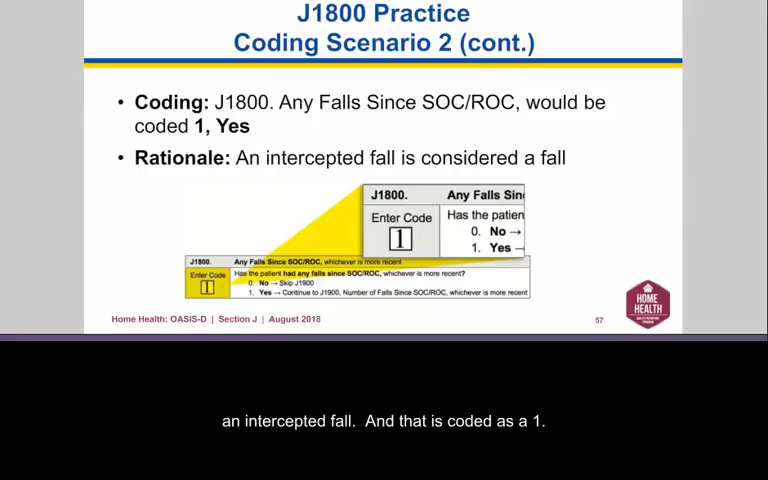 J1800 Practice
Coding Scenario 2 (cont.)
• Coding: J1800. Any Falls Since SOC/ROC, would be
coded 1, Yes
• Rationale: An intercepted fall is considered a fall
J1800. Any Falls Sin
Enter Code Has the patien
1 0. No →
1. Yes
J1800. Any Falls Since SOC/ROC, whichever is more recent
Enter Code Has the patient had any falls since SOC/ROC, whichever is more recent?
1 0. No → Skip J1900
1. Yes → Continue to J1900, Number of Falls Since SOC/ROC, whichever is more recent
Home Health: OASIS-D | Section J | August 2018
57
HOME
HEALTH
an intercepted fall. And that is coded as a 1.